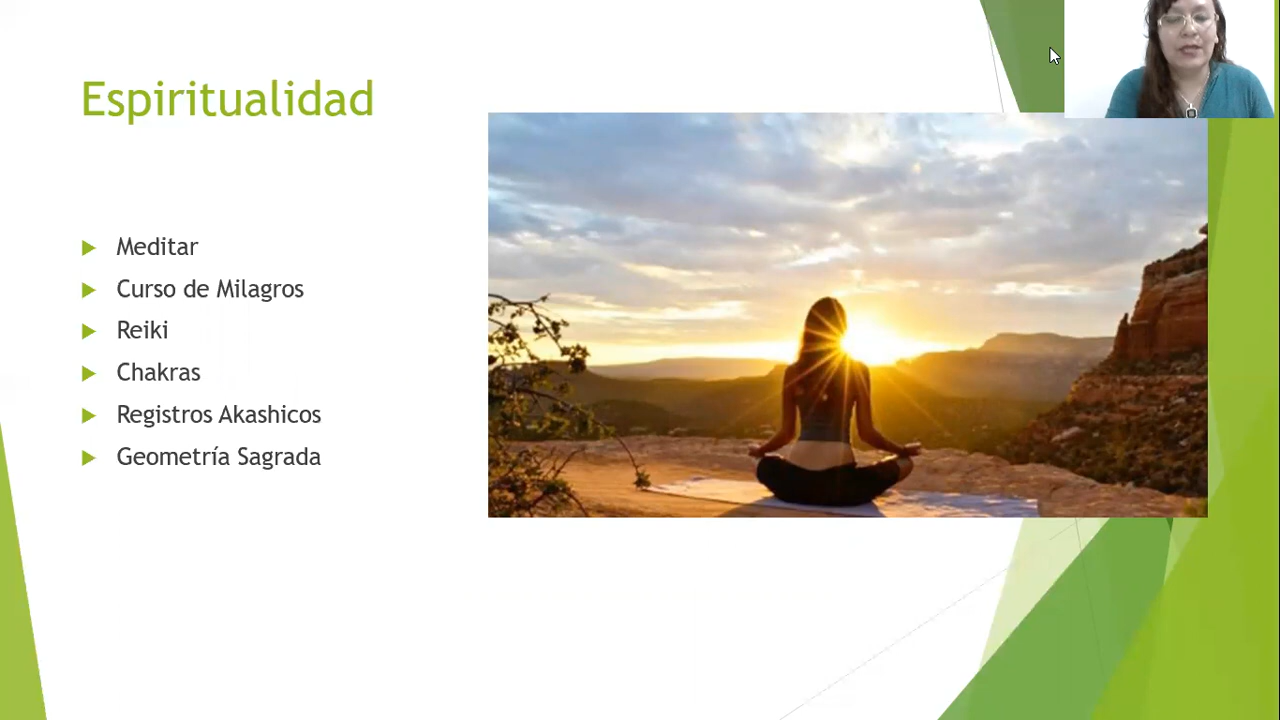 Espiritualidad
Meditar
Curso de Milagros
Reiki
Chakras
Registros Akashicos
Geometría Sagrada